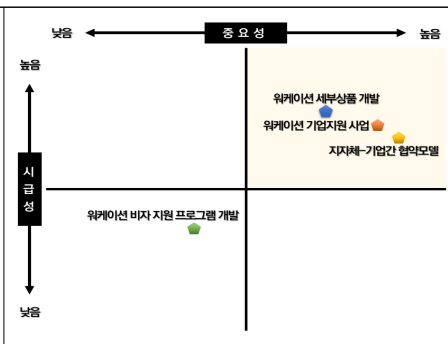 낮음
중요성
높음
높음
워케이션 세부상품 개발
워케이션 기업지원 사업
지자체-기업간 협약모델
시급성
워케이션 비자 지원 프로그램 개발
낮음